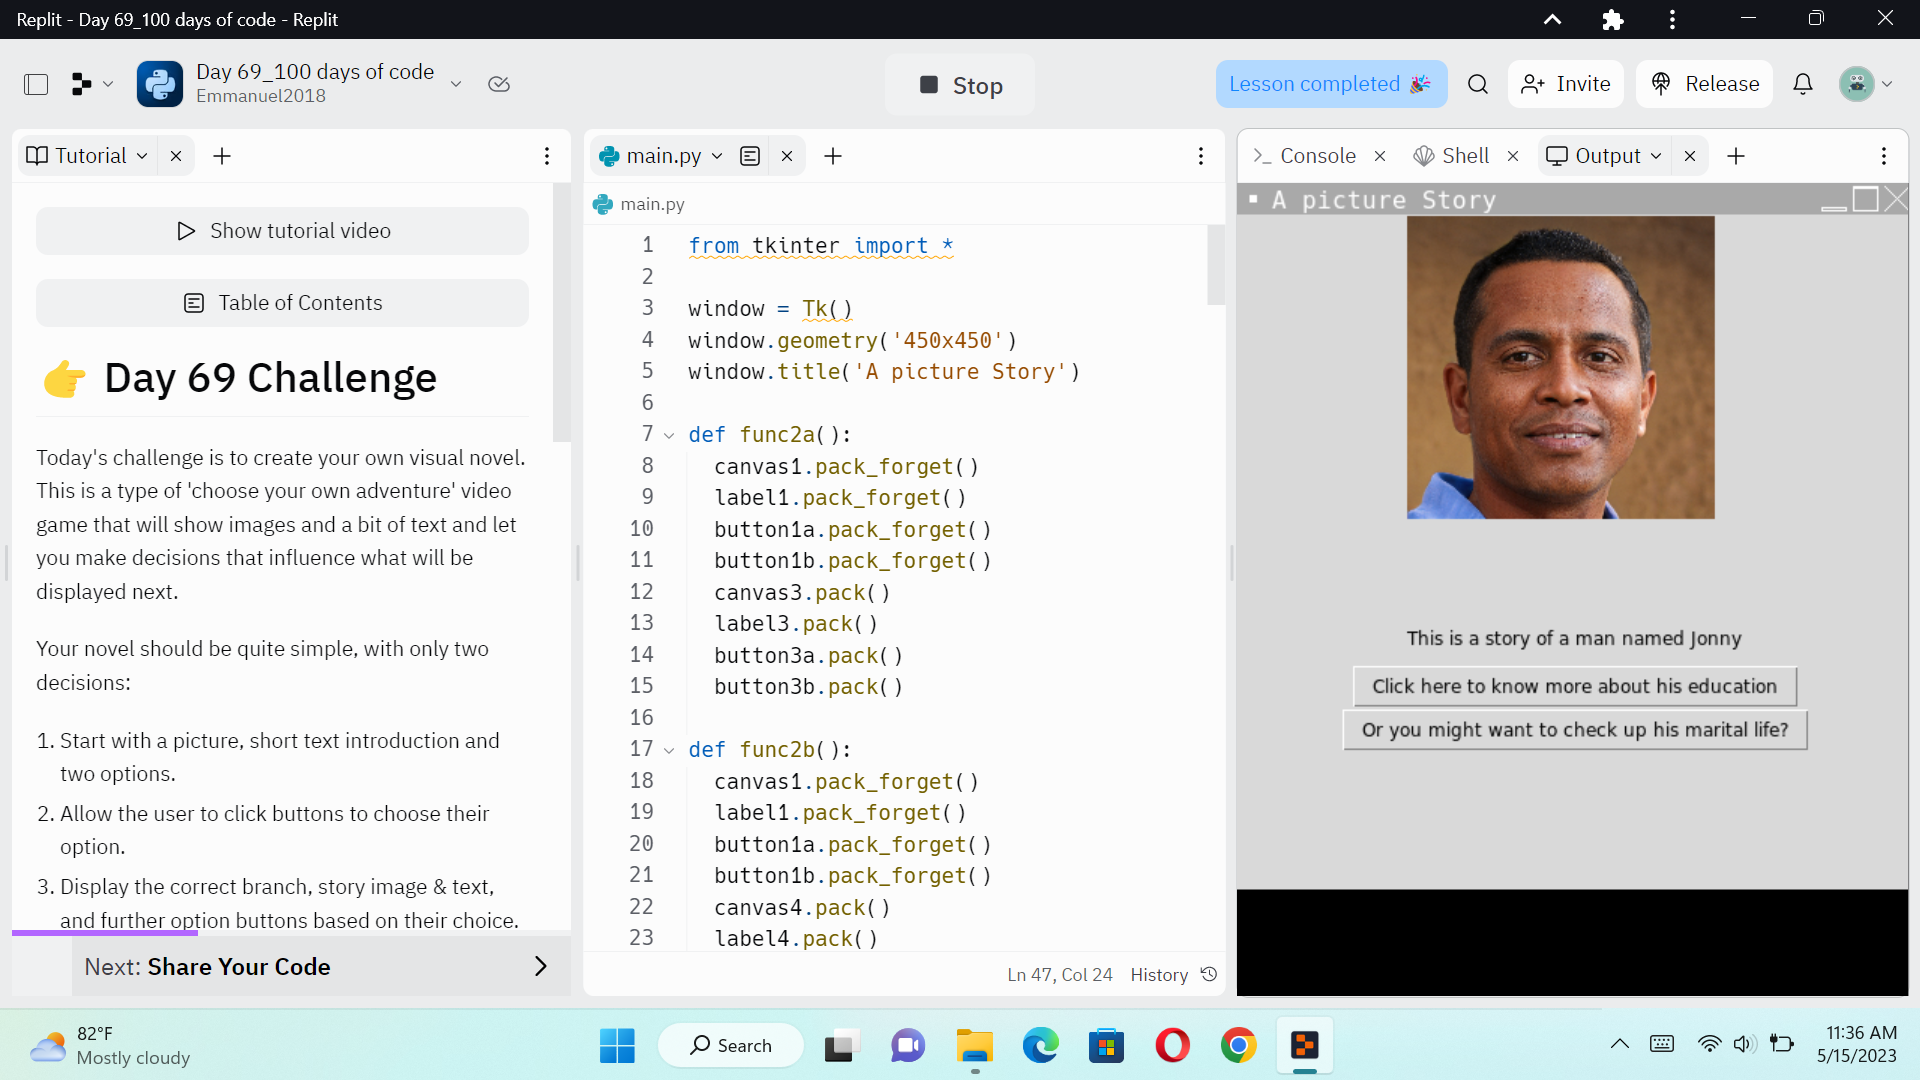 Replit - Day 69_100 days of code - Replit
Day 69_100 days of code
Emmanuel2018
Stop
Lesson completed 🎉
Invite
Release
Tutorial
Show tutorial video
Table of Contents
👉 Day 69 Challenge
Today's challenge is to create your own visual novel.
This is a type of 'choose your own adventure' video
game that will show images and a bit of text and let
you make decisions that influence what will be
displayed next.
Your novel should be quite simple, with only two
decisions:
1. Start with a picture, short text introduction and
two options.
2. Allow the user to click buttons to choose their
option.
3. Display the correct branch, story image & text,
and further option buttons based on their choice.
Next: Share Your Code
main.py
main.py
1 from tkinter import *
2
3 window = Tk()
4 window.geometry('450x450')
5 window.title('A picture Story')
6
7 def func2a():
8 canvas1.pack_forget()
9 label1.pack_forget()
10 button1a.pack_forget()
11 button1b.pack_forget()
12 canvas3.pack()
13 label3.pack()
14 button3a.pack()
15 button3b.pack()
16
17 def func2b():
18 canvas1.pack_forget()
19 label1.pack_forget()
20 button1a.pack_forget()
21 button1b.pack_forget()
22 canvas4.pack()
23 label4.pack()
Ln 47, Col 24 History
Console
Shell
Output
A picture Story
This is a story of a man named Jonny
Click here to know more about his education
Or you might want to check up his marital life?
82°F
Mostly cloudy
Search
11:36 AM
5/15/2023